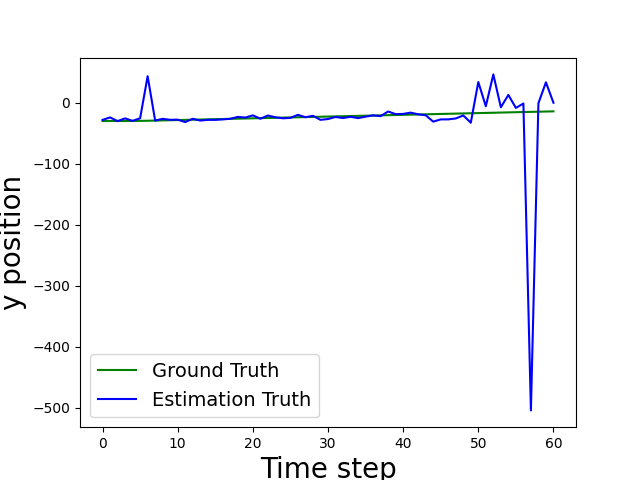 0
−100
−200
−300
−400
−500
y position
Ground Truth
Estimation Truth
0 10 20 30 40 50 60
Time step